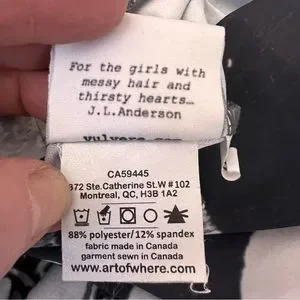 For the girls with
messy hair and
thirsty hearts…
J.L.Anderson
CA59445
372 Ste.Catherine St.W # 102
Montreal, QC, H3B 1A2
88% polyester/12% spandex
fabric made in Canada
garment sewn in Canada
www.artofwhere.com